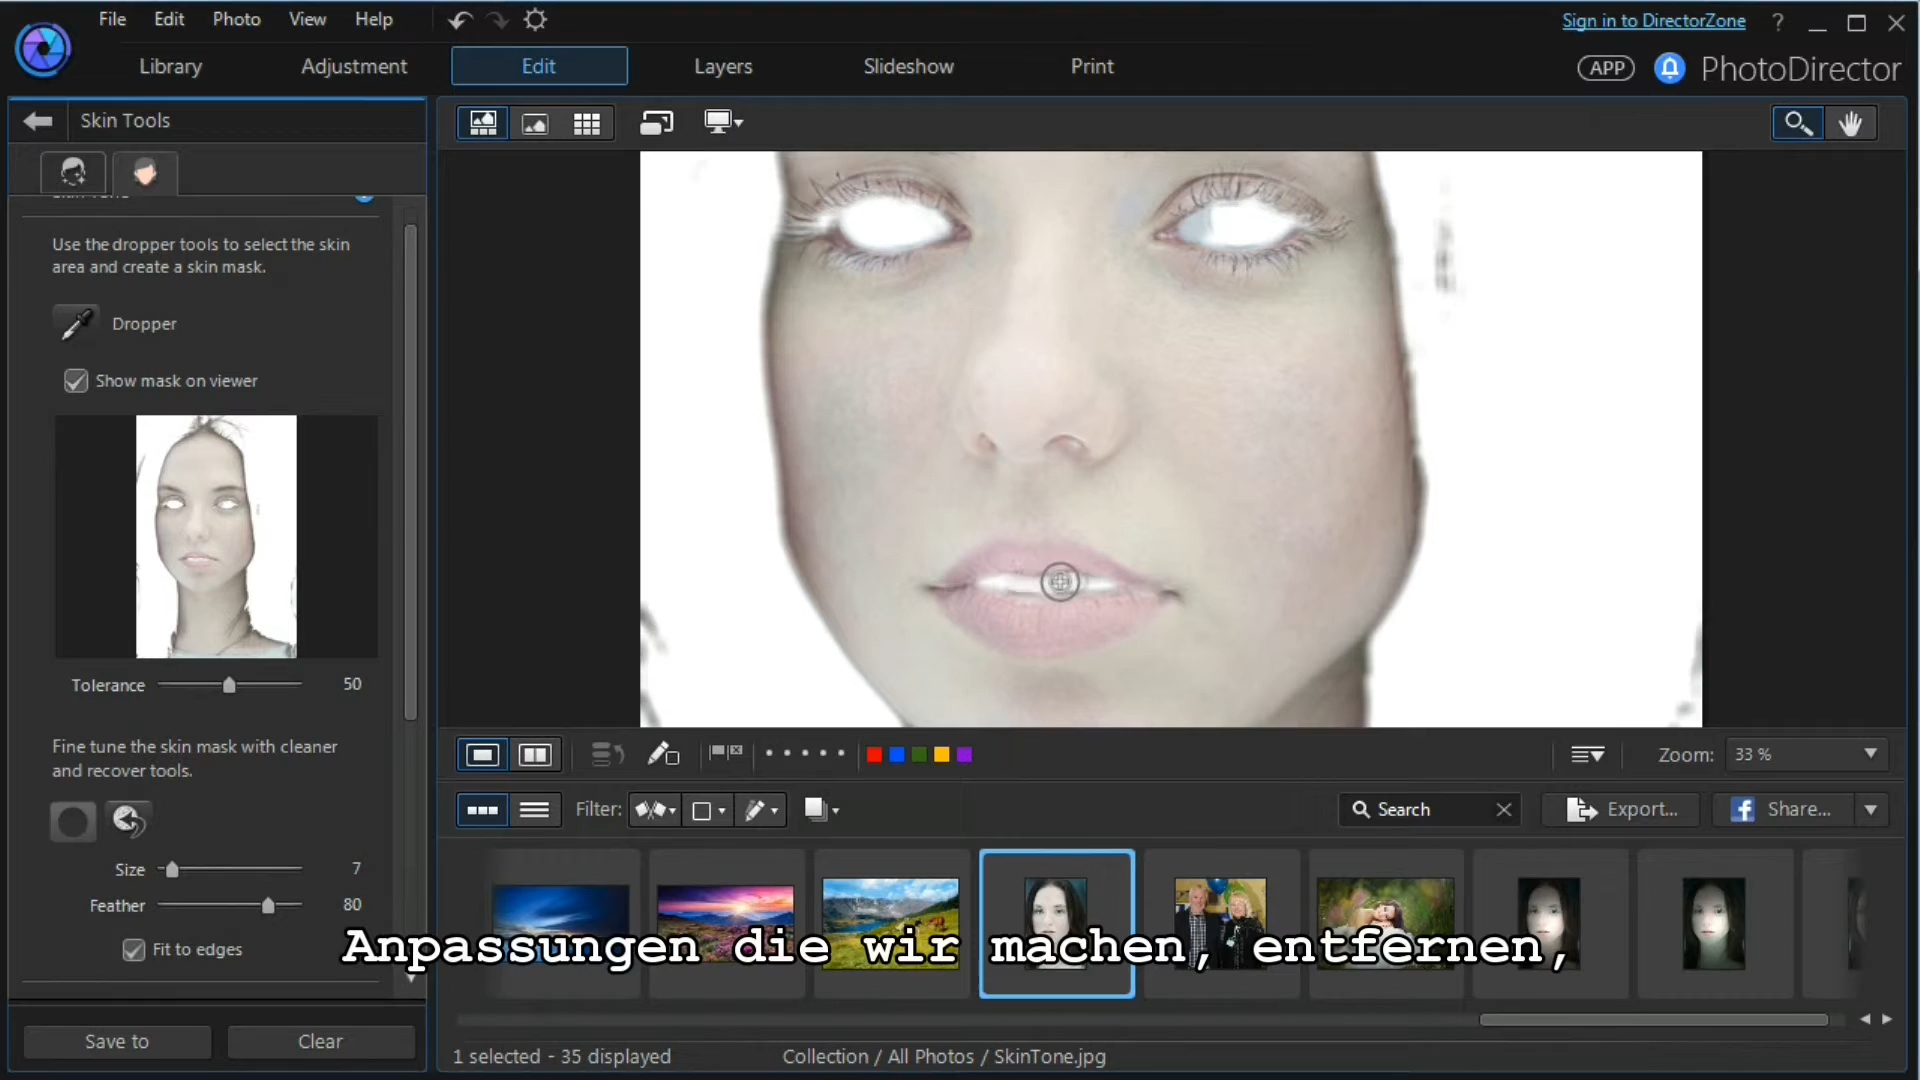 File Edit Photo View Help
Sign in to DirectorZone ?
Library Adjustment Edit Layers Slideshow Print
APP PhotoDirector
Skin Tools
Use the dropper tools to select the skin
area and create a skin mask.
Dropper
Show mask on viewer
Tolerance 50
Fine tune the skin mask with cleaner
and recover tools.
Size 7
Feather 80
Fit to edges
Save to Clear
Zoom: 33 %
Filter: Search Export... Share...
Anpassungen die wir machen, entfernen,
1 selected - 35 displayed Collection / All Photos / SkinTone.jpg